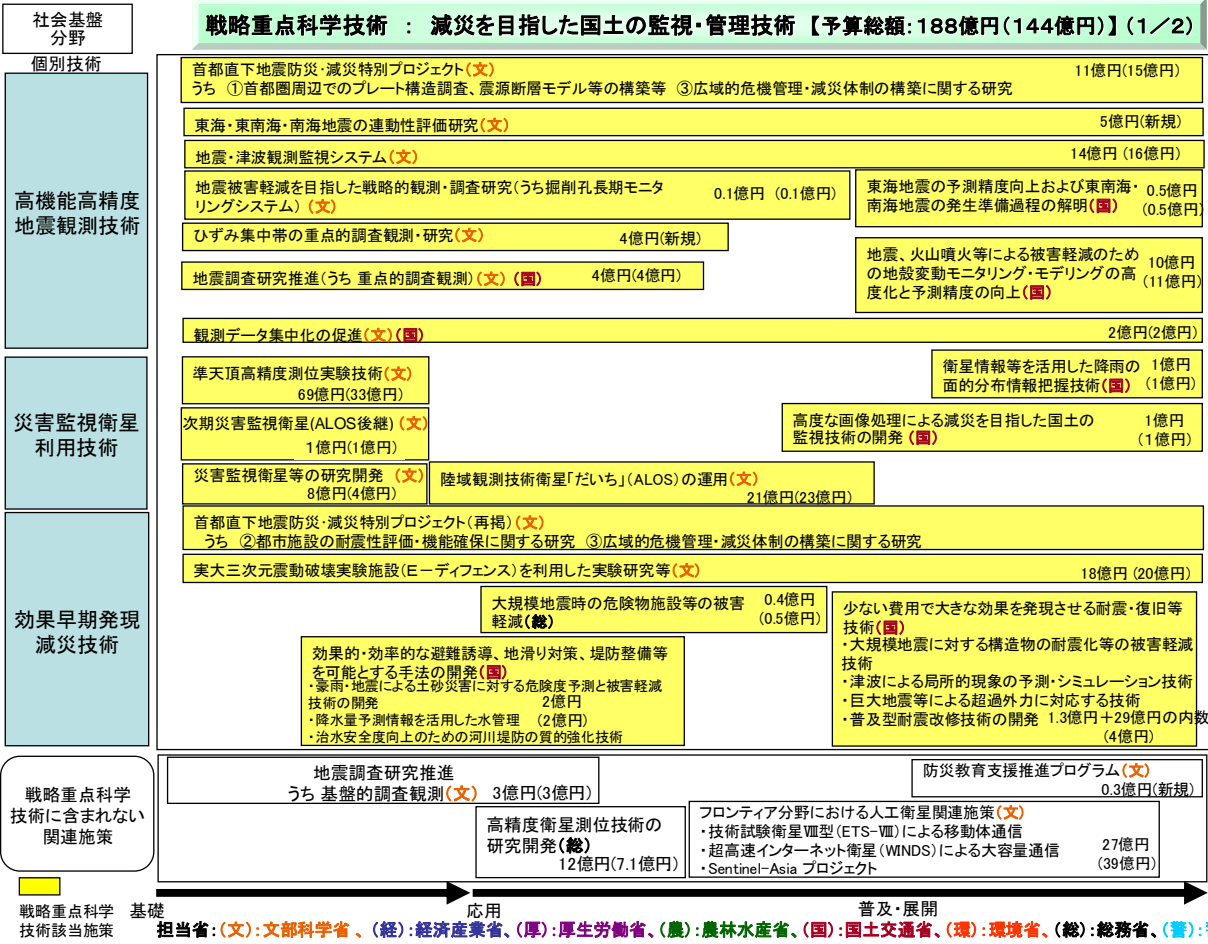 社会基盤
分野
戦略重点科学技術 ： 減災を目指した国土の監視・管理技術 【予算総額：188億円（144億円）】（1／2）
個別技術
高機能高精度
地震観測技術
首都直下地震防災・減災特別プロジェクト（文）
11億円（15億円）
うち ①首都圏周辺でのプレート構造調査、震源断層モデル等の構築等 ③広域的危機管理・減災体制の構築に関する研究
東海・東南海・南海地震の連動性評価研究（文）
5億円（新規）
地震・津波観測監視システム（文）
14億円（16億円）
地震被害軽減を目指した戦略的観測・調査研究（うち掘削孔長期モニタ
リングシステム）（文）
0.1億円（0.1億円）
東海地震の予測精度向上および東南海・
南海地震の発生準備過程の解明（国）
0.5億円
（0.5億円）
ひずみ集中帯の重点的調査観測・研究（文）
4億円（新規）
地震調査研究推進（うち 重点的調査観測）（文）（国）
4億円（4億円）
地震、火山噴火等による被害軽減のため
の地殻変動モニタリング・モデリングの高
度化と予測精度の向上（国）
10億円
（11億円）
観測データ集中化の促進（文）（国）
2億円（2億円）
災害監視衛星
利用技術
準天頂高精度測位実験技術（文）
69億円（33億円）
衛星情報等を活用した降雨の
面的分布情報把握技術（国）
1億円
（1億円）
次期災害監視衛星（ALOS後継）（文）
1億円（1億円）
高度な画像処理による減災を目指した国土の
監視技術の開発（国）
1億円
（1億円）
災害監視衛星等の研究開発 （文）
8億円（4億円）
陸域観測技術衛星「だいち」（ALOS）の運用（文）
21億円（23億円）
効果早期発現
減災技術
首都直下地震防災・減災特別プロジェクト（再掲）（文）
うち ②都市施設の耐震性評価・機能確保に関する研究 ③広域的危機管理・減災体制の構築に関する研究
実大三次元震動破壊実験施設（E－ディフェンス）を利用した実験研究等（文）
18億円（20億円）
大規模地震時の危険物施設等の被害
軽減（総）
0.4億円
（0.5億円）
効果的・効率的な避難誘導、地滑り対策、堤防整備等
を可能とする手法の開発（国）
・豪雨・地震による土砂災害に対する危険度予測と被害軽減
技術の開発
2億円
・降水量予測情報を活用した水管理 （2億円）
・治水安全度向上のための河川堤防の質的強化技術
少ない費用で大きな効果を発現させる耐震・復旧等
技術（国）
・大規模地震に対する構造物の耐震化等の被害軽減
技術
・津波による局所的現象の予測・シミュレーション技術
・巨大地震等による超過外力に対応する技術
・普及型耐震改修技術の開発 1.3億円＋29億円の内数
（4億円）
戦略重点科学
技術に含まれない
関連施策
地震調査研究推進
うち 基盤的調査観測（文） 3億円（3億円）
防災教育支援推進プログラム（文）
0.3億円（新規）
高精度衛星測位技術の
研究開発（総）
12億円（7.1億円）
フロンティア分野における人工衛星関連施策（文）
・技術試験衛星Ⅷ型（ETS-Ⅷ）による移動体通信
・超高速インターネット衛星（WINDS）による大容量通信
・Sentinel-Asia プロジェクト
27億円
（39億円）
戦略重点科学
技術該当施策
基礎
応用
普及・展開
担当省：（文）：文部科学省 、（経）：経済産業省、（厚）：厚生労働省、（農）：農林水産省、（国）：国土交通省、（環）：環境省、（総）：総務省、（警）：